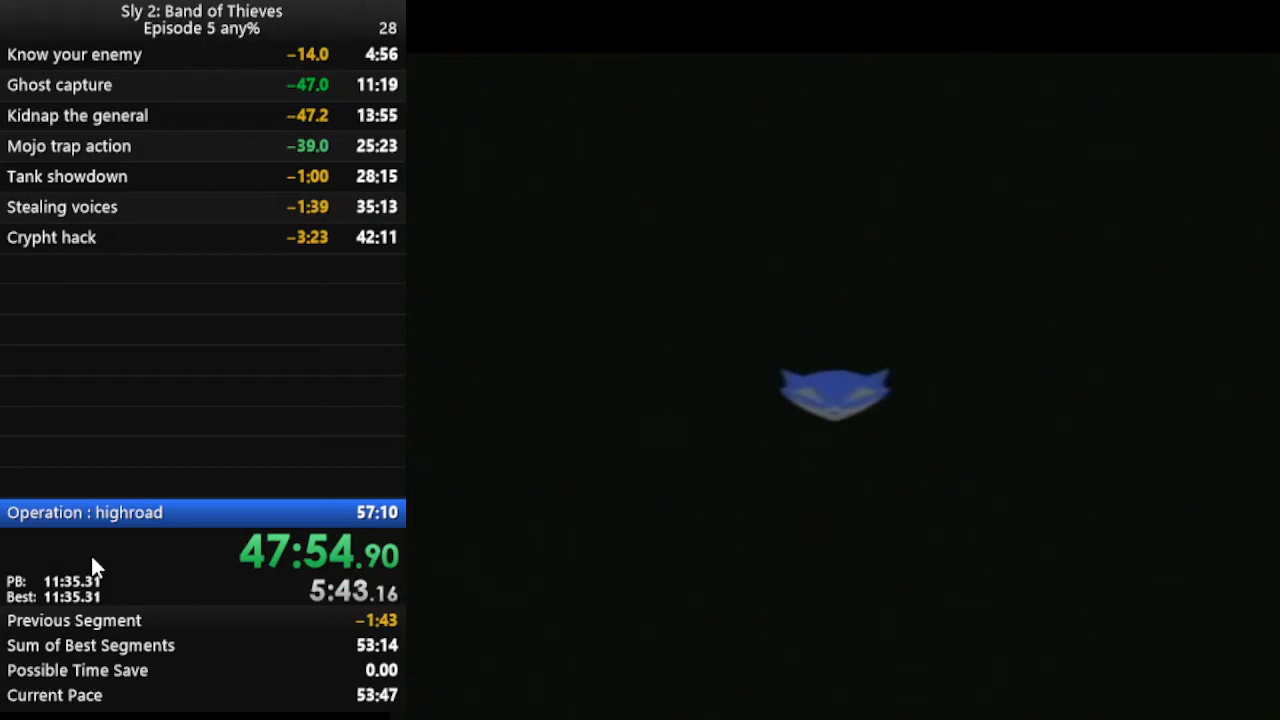 Sly 2: Band of Thieves
Episode 5 any% 28
Know your enemy −14.0 4:56
Ghost capture −47.0 11:19
Kidnap the general −47.2 13:55
Mojo trap action −39.0 25:23
Tank showdown −1:00 28:15
Stealing voices −1:39 35:13
Crypht hack −3:23 42:11
Operation : highroad 57:10
47:54.90
PB: 11:35.31
Best: 11:35.31 5:43.16
Previous Segment −1:43
Sum of Best Segments 53:14
Possible Time Save 0.00
Current Pace 53:47